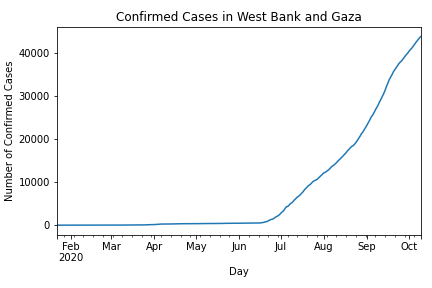 Confirmed Cases in West Bank and Gaza
Number of Confirmed Cases
40000
30000
20000
10000
0
Feb Mar Apr May Jun Jul Aug Sep Oct
2020
Day